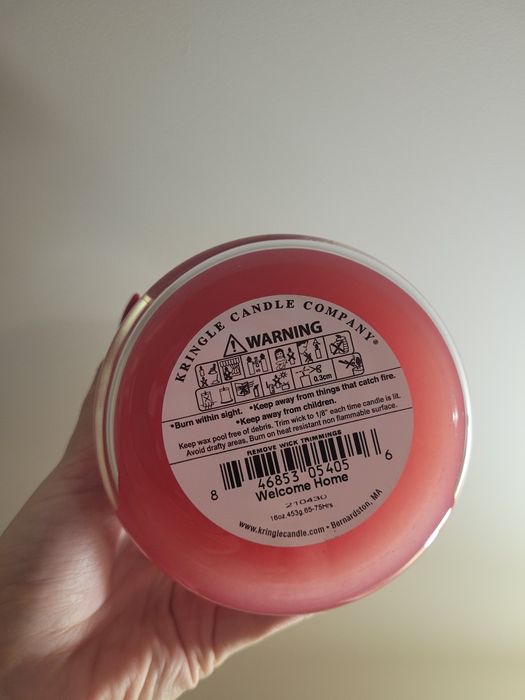 KRINGLE CANDLE COMPANY®
WARNING
0.3cm
•Burn within sight. •Keep away from things that catch fire.
•Keep away from children.
Keep wax pool free of debris. Trim wick to 1/8" each time candle is lit.
Avoid drafty areas. Burn on heat resistant non flammable surface.
REMOVE WICK TRIMMINGS
8 46853 05405 6
Welcome Home
210430
16oz.453g.65-75Hrs
www.kringlecandle.com • Bernardston, MA